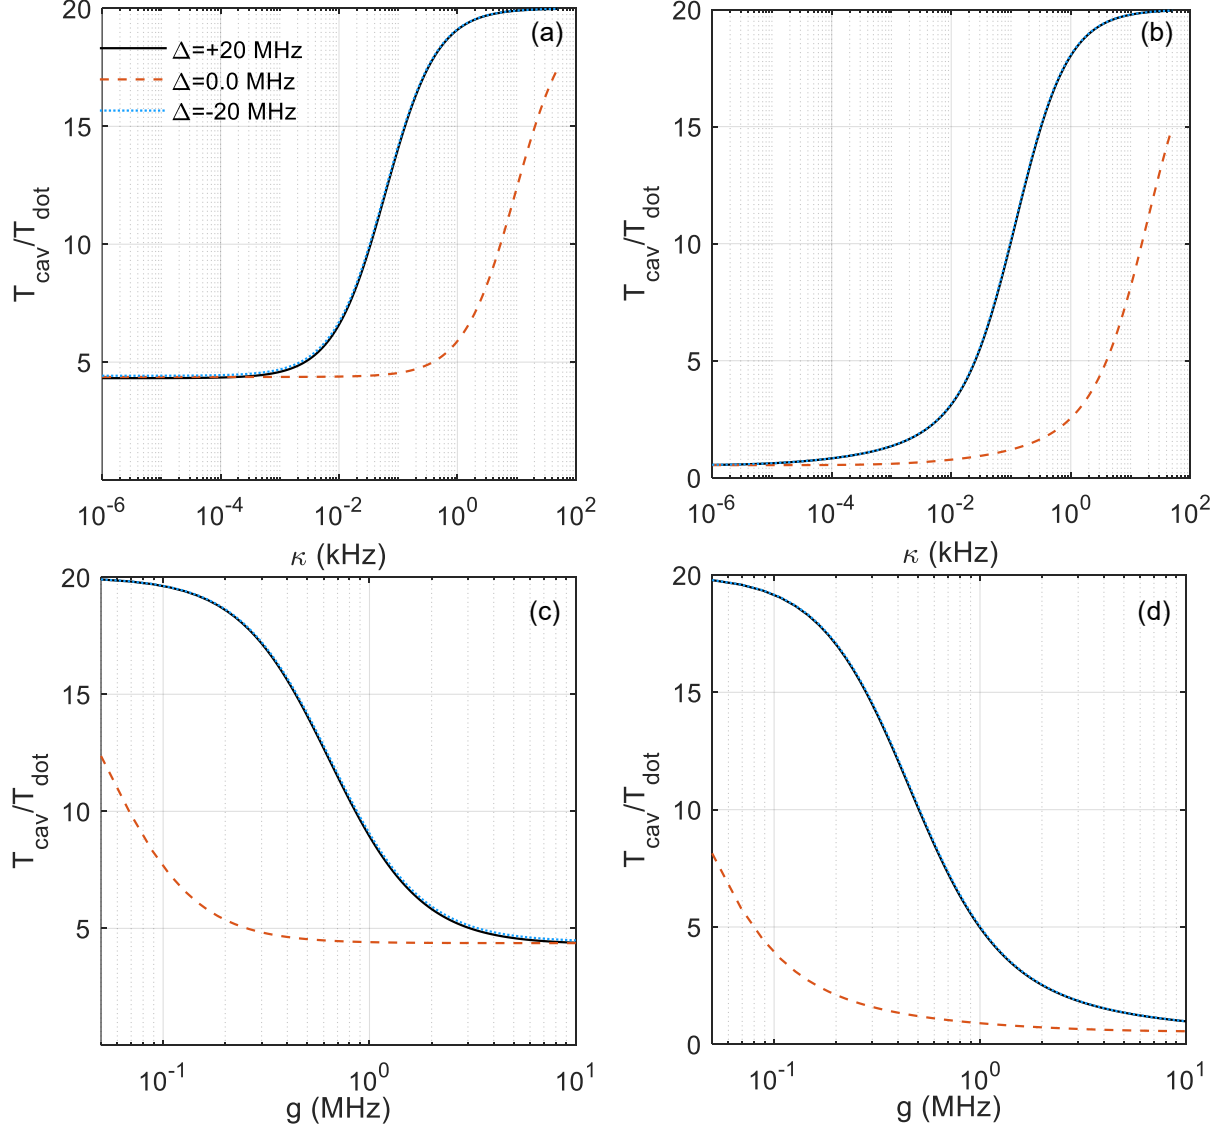 20
15
10
5
T_cav/T_dot
(a)
Δ=+20 MHz
Δ=0.0 MHz
Δ=-20 MHz
10^-6 10^-4 10^-2 10^0 10^2
κ (kHz)
20
15
10
5
0
T_cav/T_dot
(b)
10^-6 10^-4 10^-2 10^0 10^2
κ (kHz)
20
15
10
5
T_cav/T_dot
(c)
10^-1 10^0 10^1
g (MHz)
20
15
10
5
0
T_cav/T_dot
(d)
10^-1 10^0 10^1
g (MHz)